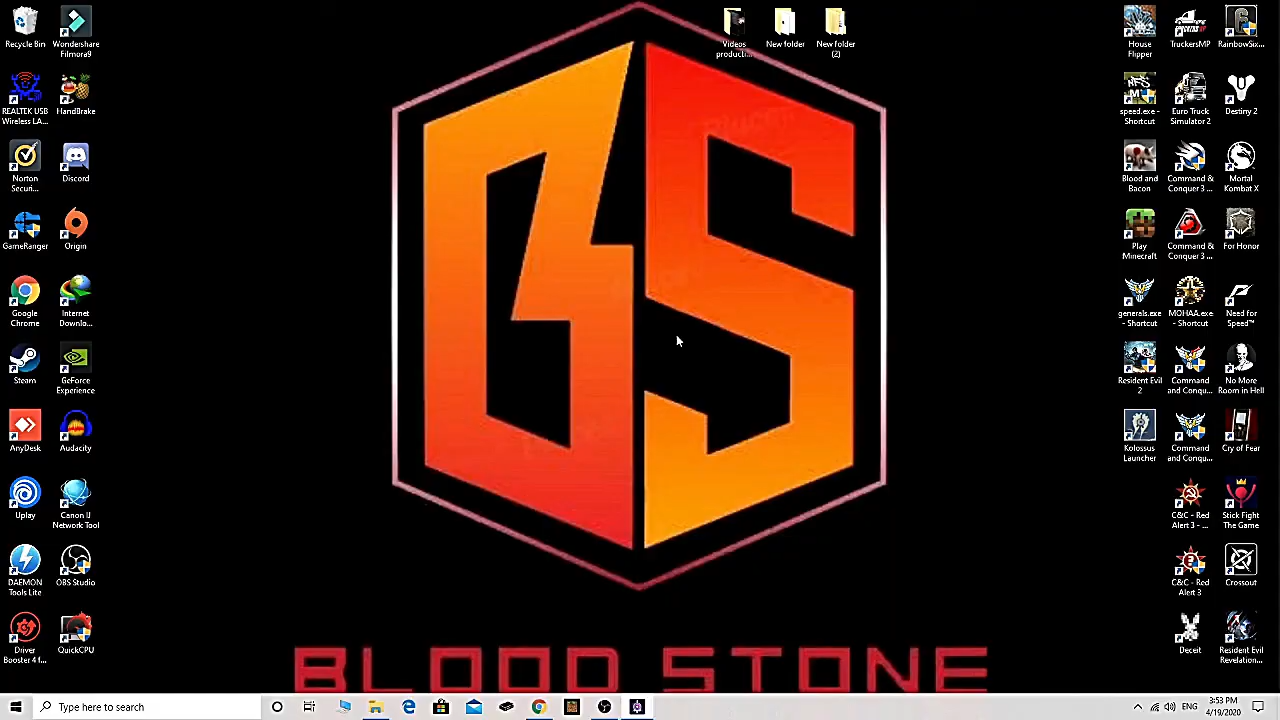 Recycle Bin
Wondershare
Filmora9
REALTEK USB
Wireless LA...
HandBrake
Norton
Securi...
Discord
GameRanger
Origin
Google
Chrome
Internet
Downlo...
Steam
GeForce
Experience
AnyDesk
Audacity
Uplay
Canon IJ
Network Tool
DAEMON
Tools Lite
OBS Studio
Driver
Booster 4 f...
QuickCPU
Videos
producti...
New folder
New folder
(2)
BS
BLOOD STONE
House
Flipper
TruckersMP
RainbowSix...
speed.exe -
Shortcut
Euro Truck
Simulator 2
Destiny 2
Blood and
Bacon
Command &
Conquer 3 ...
Mortal
Kombat X
Play
Minecraft
Command &
Conquer 3 ...
For Honor
generals.exe
- Shortcut
MOHAA.exe
- Shortcut
Need for
Speed™
Resident Evil
2
Command
and Conqu...
No More
Room in Hell
Kolossus
Launcher
Command
and Conqu...
Cry of Fear
C&C - Red
Alert 3 - ...
Stick Fight
The Game
C&C - Red
Alert 3
Crossout
Deceit
Resident Evil
Revelation...
Type here to search
ENG
3:53 PM
4/19/2020